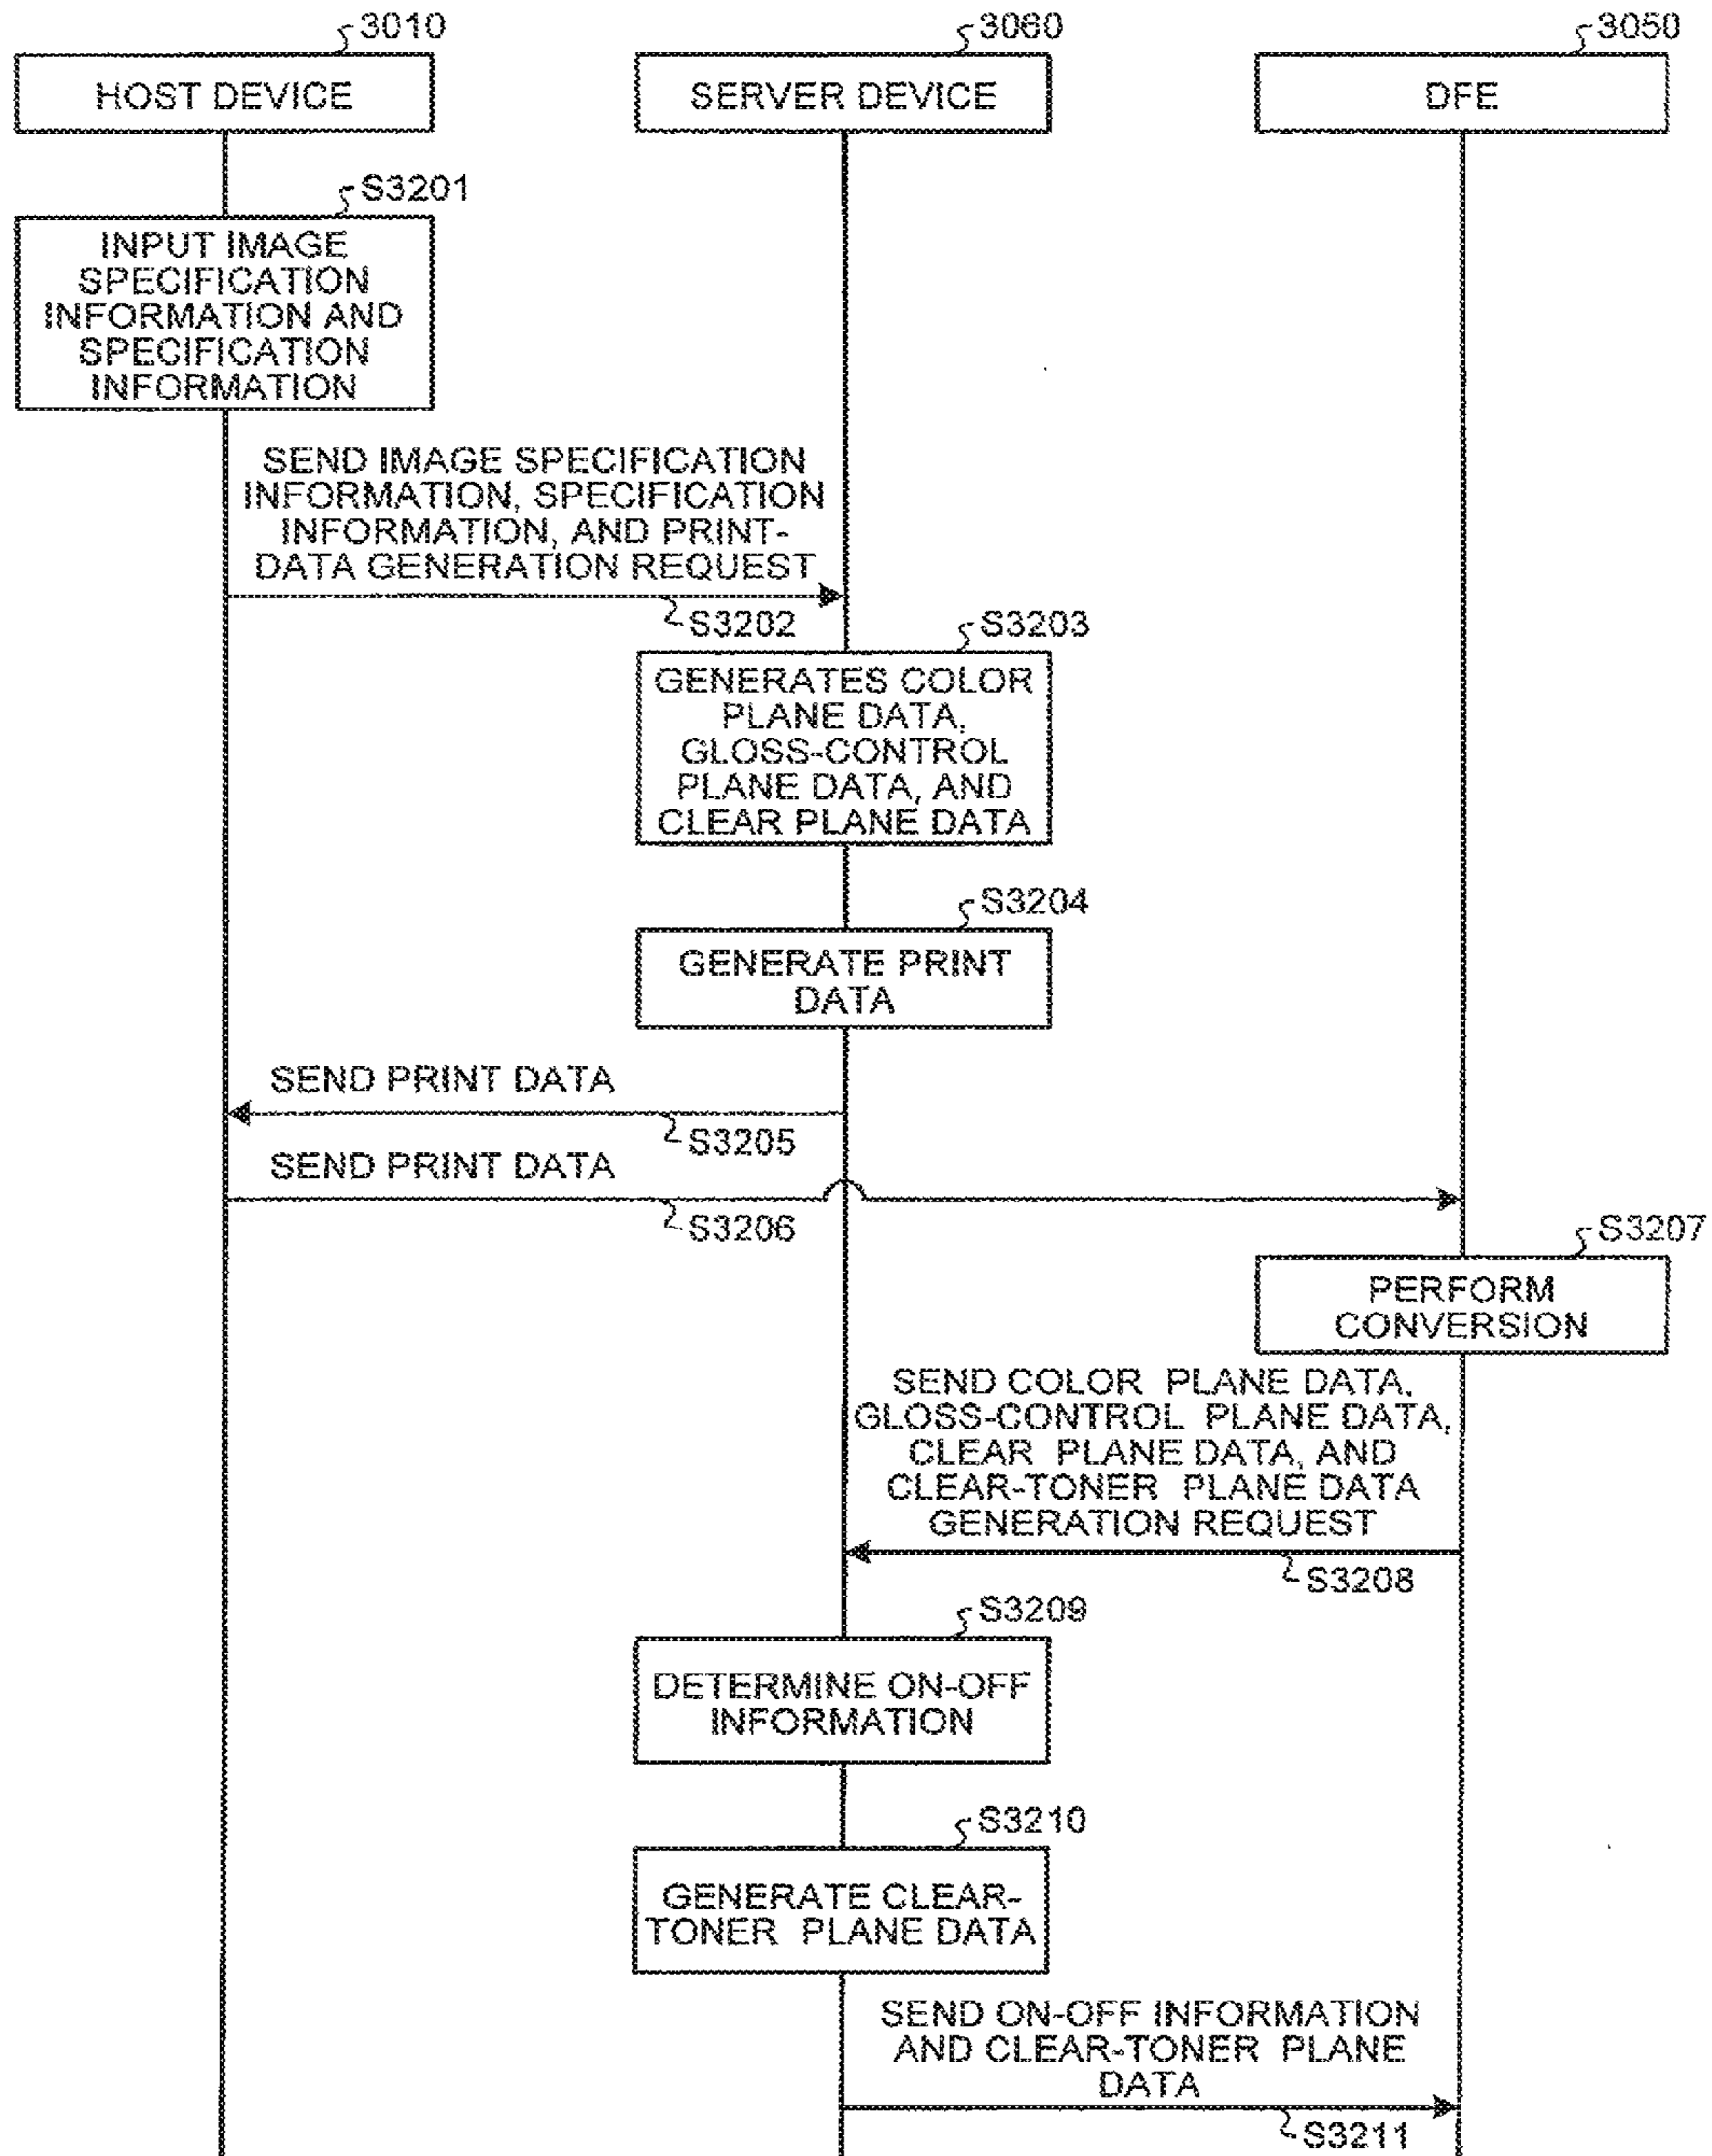 3010
3060
3050
HOST DEVICE
SERVER DEVICE
DFE
S3201
INPUT IMAGE
SPECIFICATION
INFORMATION AND
SPECIFICATION
INFORMATION
SEND IMAGE SPECIFICATION
INFORMATION, SPECIFICATION
INFORMATION, AND PRINT-
DATA GENERATION REQUEST
S3202
S3203
GENERATES COLOR
PLANE DATA,
GLOSS-CONTROL
PLANE DATA, AND
CLEAR PLANE DATA
S3204
GENERATE PRINT
DATA
SEND PRINT DATA
S3205
SEND PRINT DATA
S3206
S3207
PERFORM
CONVERSION
SEND COLOR PLANE DATA,
GLOSS-CONTROL PLANE DATA,
CLEAR PLANE DATA, AND
CLEAR-TONER PLANE DATA
GENERATION REQUEST
S3208
S3209
DETERMINE ON-OFF
INFORMATION
S3210
GENERATE CLEAR-
TONER PLANE DATA
SEND ON-OFF INFORMATION
AND CLEAR-TONER PLANE
DATA
S3211